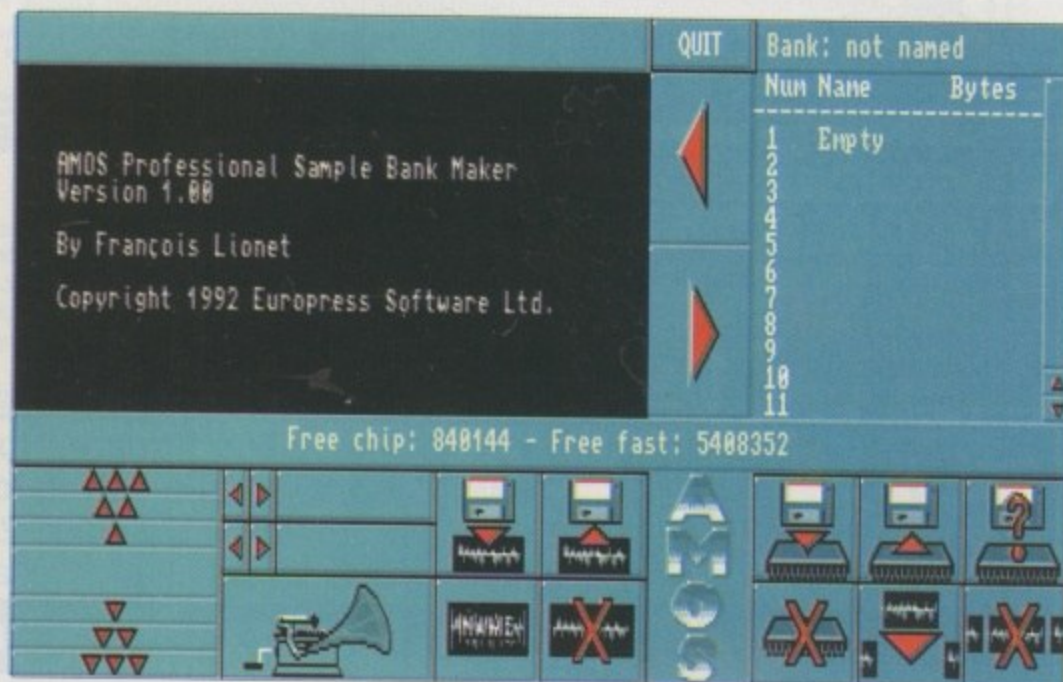 QUIT
Bank: not named
Num Name Bytes
AMOS Professional Sample Bank Maker
Version 1.00
By François Lionet
Copyright 1992 Europress Software Ltd.
1 Empty
2
3
4
5
6
7
8
9
10
11
Free chip: 840144 - Free fast: 5408352
AMOS
?